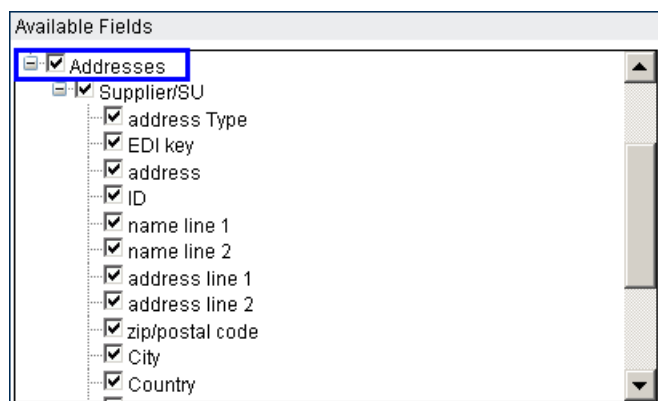 Available Fields
Addresses
Supplier/SU
address Type
EDI key
address
ID
name line 1
name line 2
address line 1
address line 2
zip/postal code
City
Country